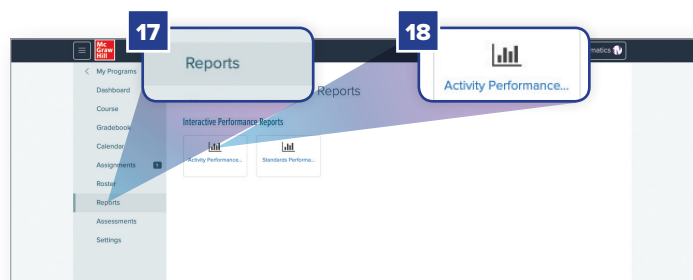 17
18
Mc
Graw
Hill
Reports
Activity Performance...
matics
My Programs
Dashboard
Course
Gradebook
Calendar
Assignments
Roster
Reports
Assessments
Settings
Reports
Interactive Performance Reports
Activity Performance...
Standards Performa...